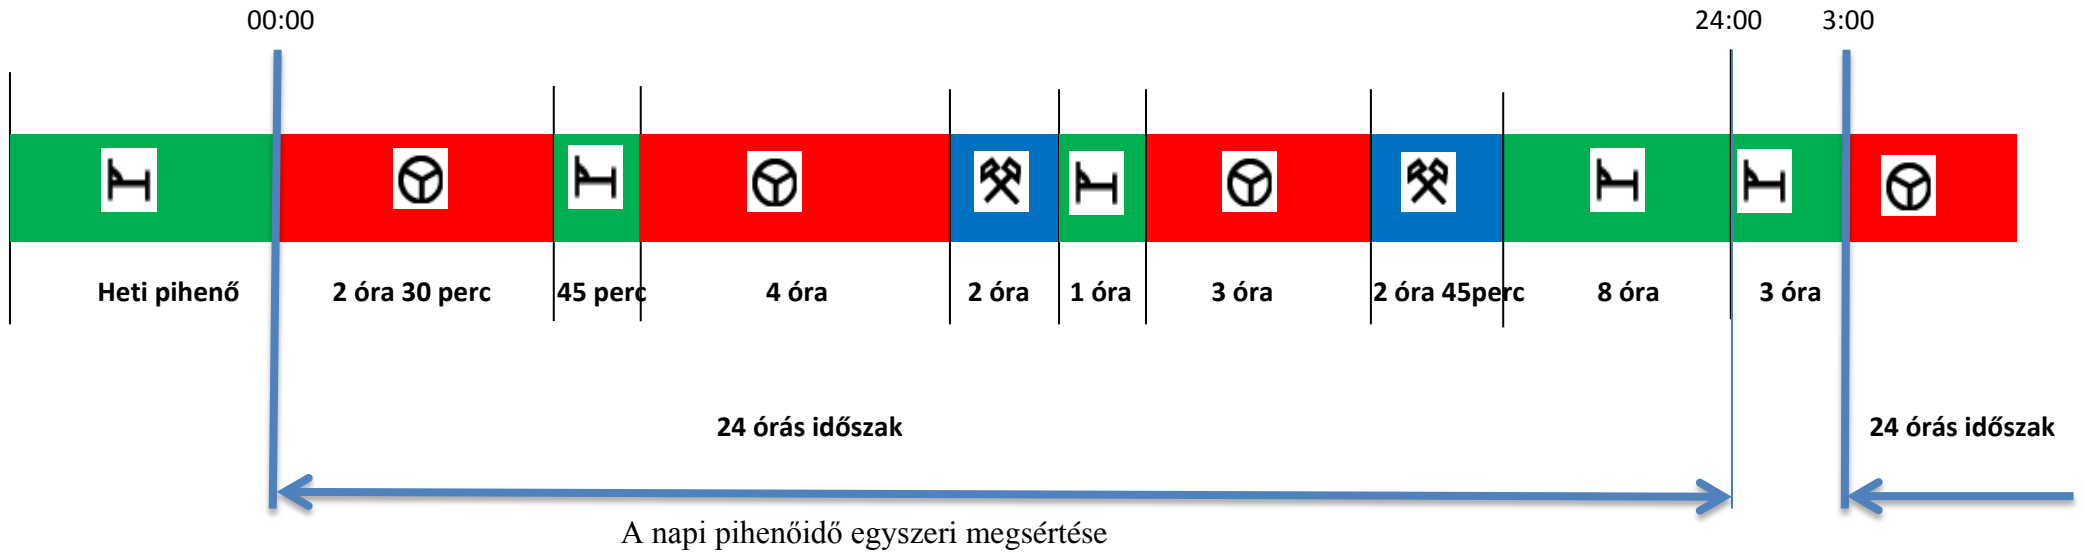 00:00 24:00 3:00
Heti pihenő 2 óra 30 perc 45 perc 4 óra 2 óra 1 óra 3 óra 2 óra 45perc 8 óra 3 óra
24 órás időszak 24 órás időszak
A napi pihenőidő egyszeri megsértése